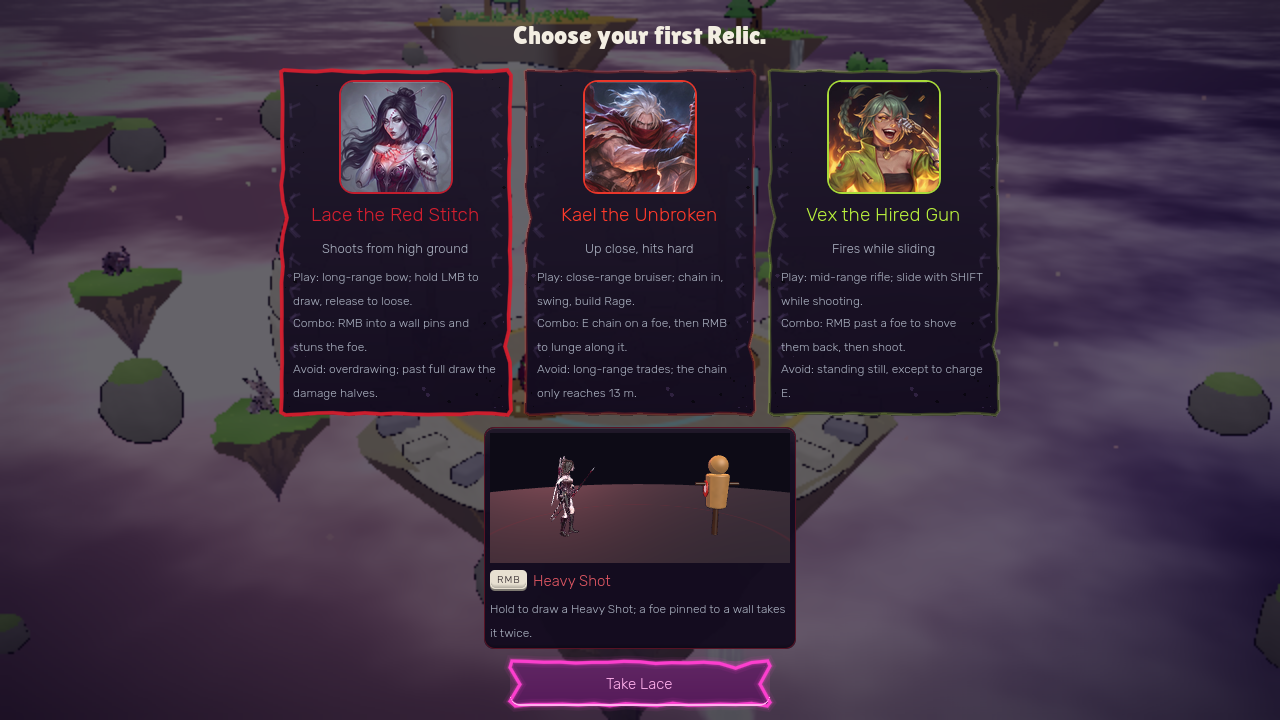 Choose your first Relic.
Lace the Red Stitch
Shoots from high ground
Play: long-range bow; hold LMB to
draw, release to loose.
Combo: RMB into a wall pins and
stuns the foe.
Avoid: overdrawing; past full draw the
damage halves.
Kael the Unbroken
Up close, hits hard
Play: close-range bruiser; chain in,
swing, build Rage.
Combo: E chain on a foe, then RMB
to lunge along it.
Avoid: long-range trades; the chain
only reaches 13 m.
Vex the Hired Gun
Fires while sliding
Play: mid-range rifle; slide with SHIFT
while shooting.
Combo: RMB past a foe to shove
them back, then shoot.
Avoid: standing still, except to charge
E.
RMB Heavy Shot
Hold to draw a Heavy Shot; a foe pinned to a wall takes
it twice.
Take Lace